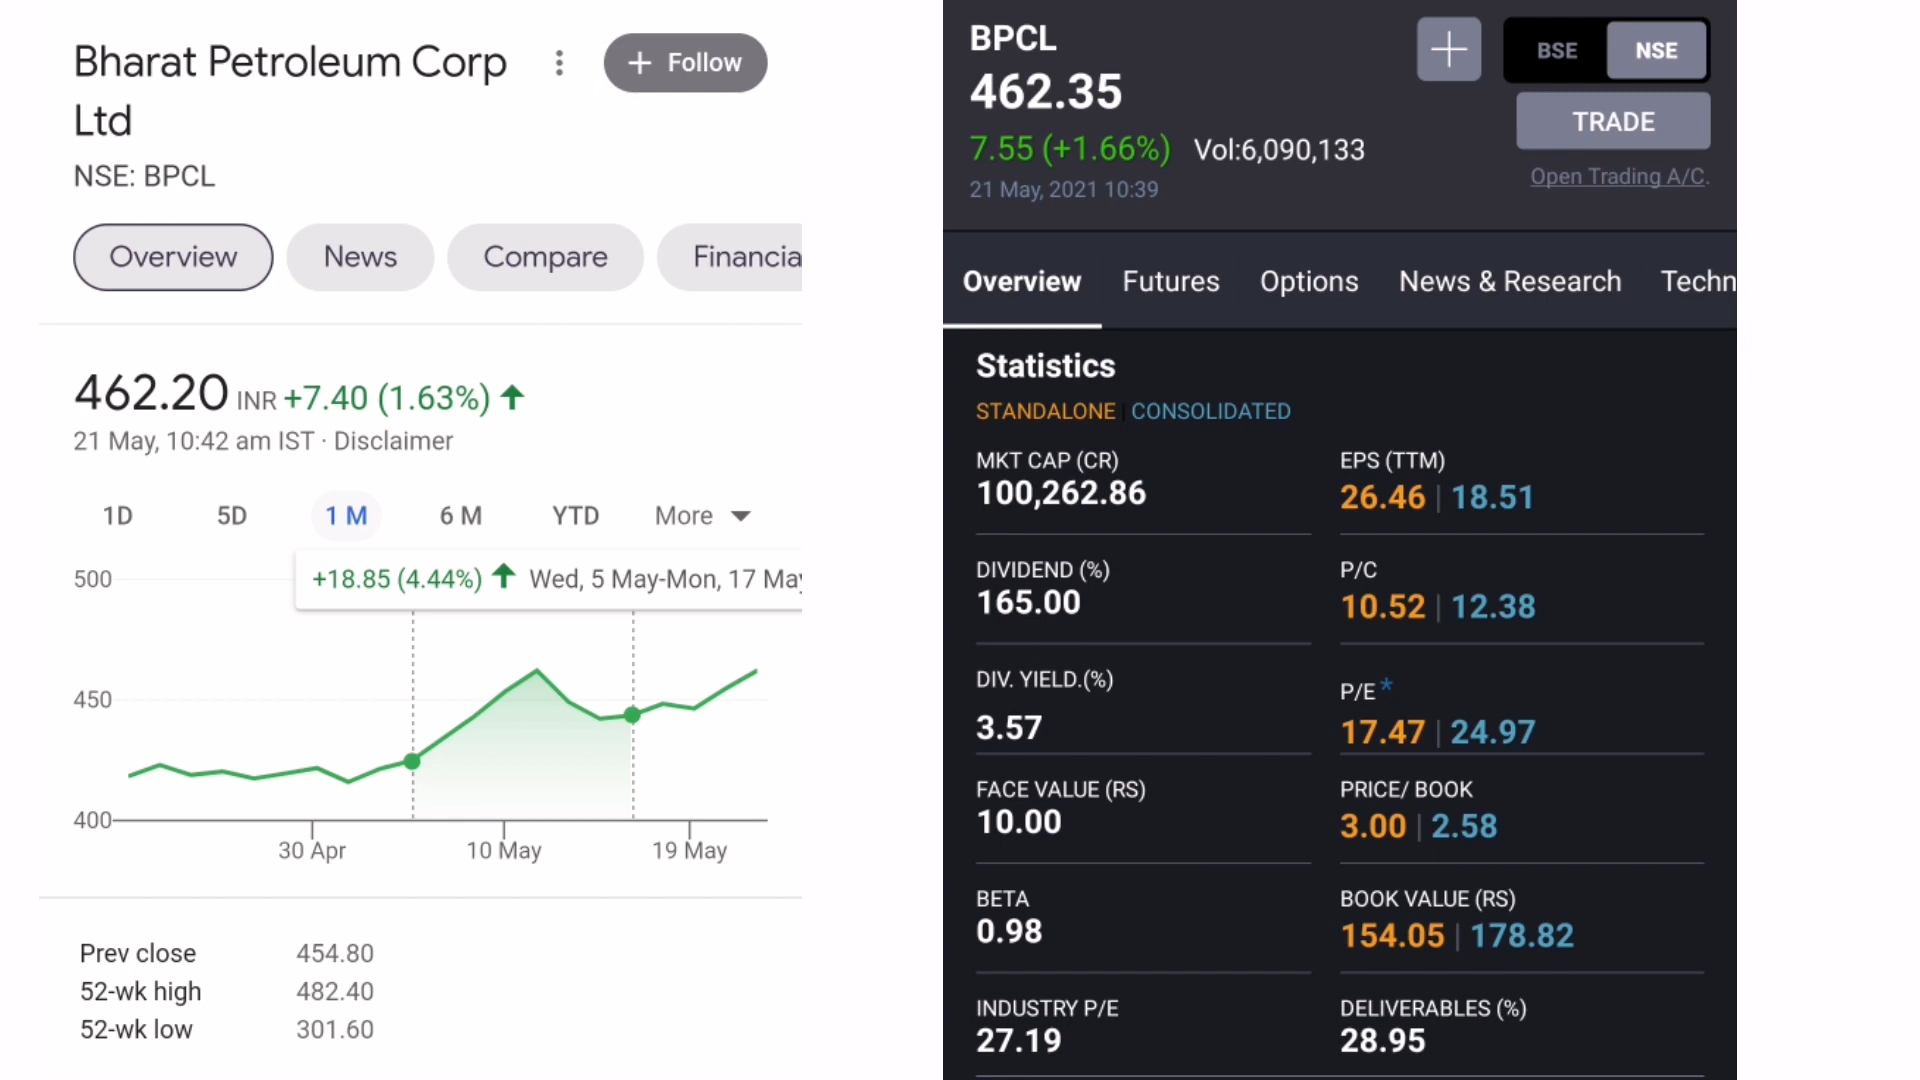 Bharat Petroleum Corp
Ltd
+ Follow
NSE: BPCL
Overview
News
Compare
Financia
462.20 INR +7.40 (1.63%)
21 May, 10:42 am IST · Disclaimer
1D
5D
1 M
6 M
YTD
More
+18.85 (4.44%) Wed, 5 May-Mon, 17 May
500
450
400
30 Apr
10 May
19 May
Prev close 454.80
52-wk high 482.40
52-wk low 301.60
BPCL
462.35
7.55 (+1.66%) Vol:6,090,133
21 May, 2021 10:39
BSE
NSE
TRADE
Open Trading A/C.
Overview
Futures
Options
News & Research
Techn
Statistics
STANDALONE | CONSOLIDATED
MKT CAP (CR)
100,262.86
EPS (TTM)
26.46 | 18.51
DIVIDEND (%)
165.00
P/C
10.52 | 12.38
DIV. YIELD.(%)
3.57
P/E *
17.47 | 24.97
FACE VALUE (RS)
10.00
PRICE/ BOOK
3.00 | 2.58
BETA
0.98
BOOK VALUE (RS)
154.05 | 178.82
INDUSTRY P/E
27.19
DELIVERABLES (%)
28.95